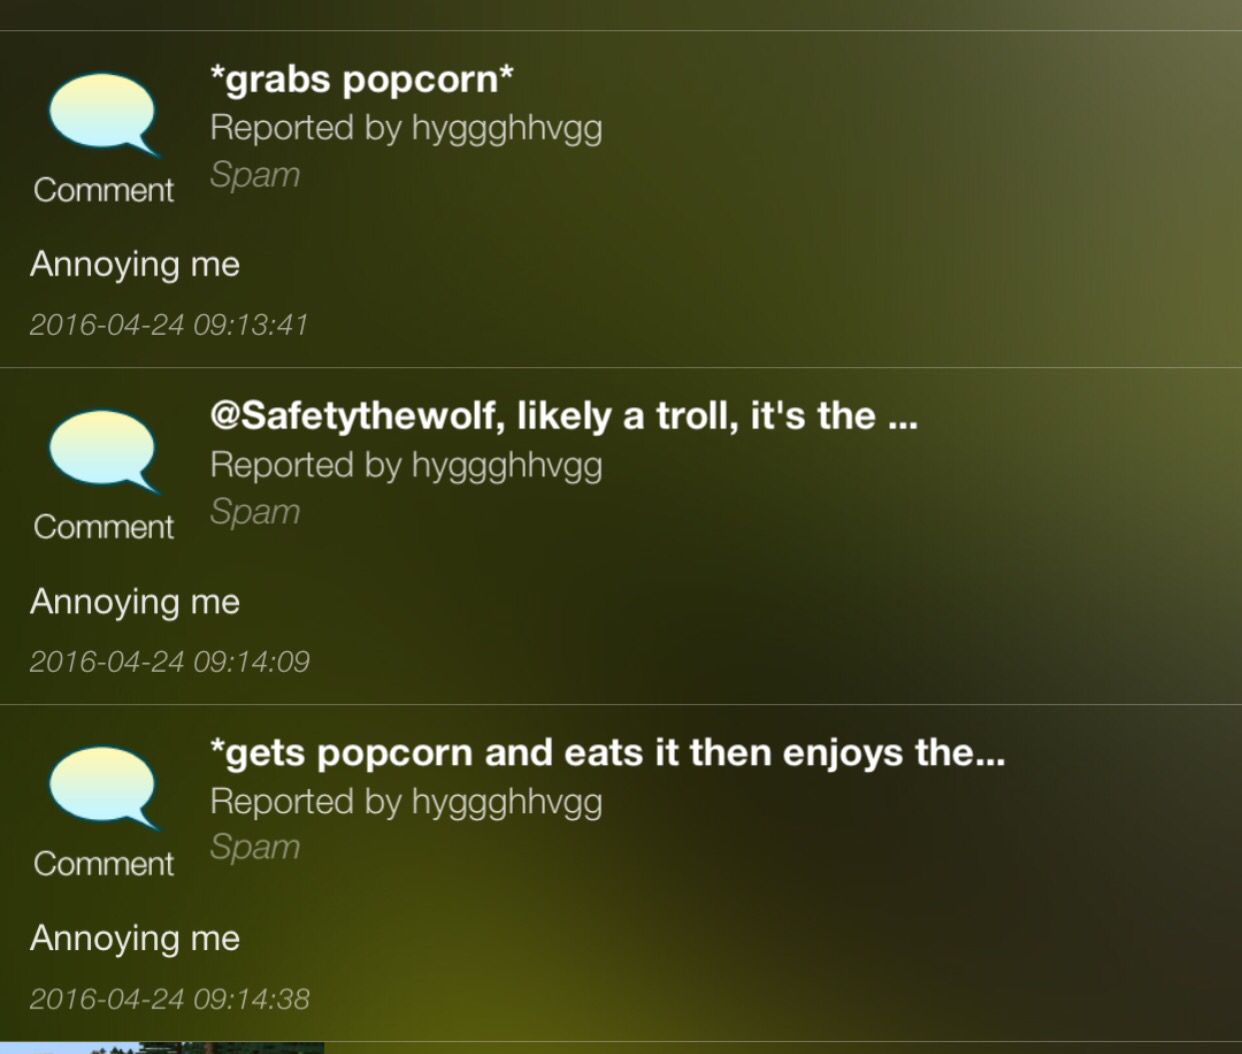 *grabs popcorn*
Reported by hyggghhvgg
Spam
Comment
Annoying me
2016-04-24 09:13:41
@Safetythewolf, likely a troll, it's the ...
Reported by hyggghhvgg
Spam
Comment
Annoying me
2016-04-24 09:14:09
*gets popcorn and eats it then enjoys the...
Reported by hyggghhvgg
Spam
Comment
Annoying me
2016-04-24 09:14:38